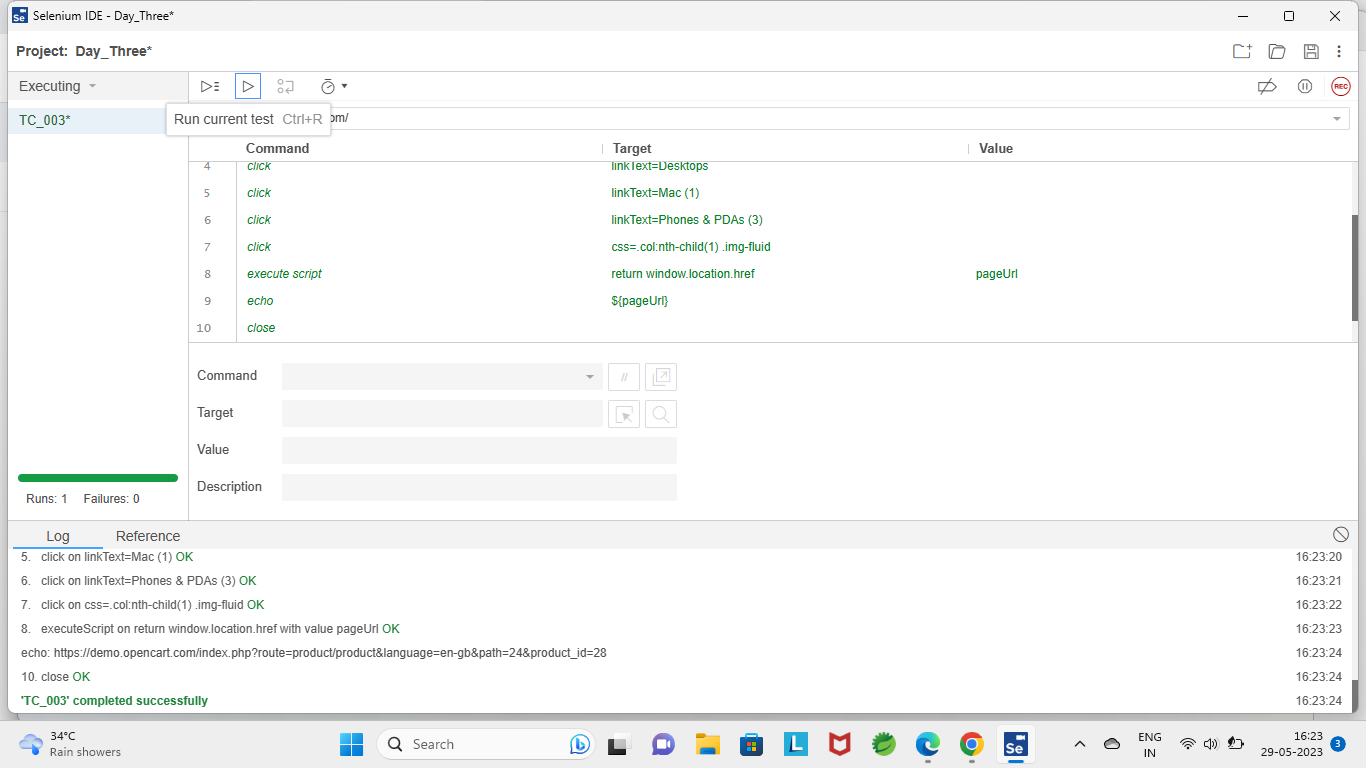 Selenium IDE - Day_Three*
Project: Day_Three*
Executing
REC
TC_003*
Run current test Ctrl+R
om/
Command Target Value
4 click linkText=Desktops
5 click linkText=Mac (1)
6 click linkText=Phones & PDAs (3)
7 click css=.col:nth-child(1) .img-fluid
8 execute script return window.location.href pageUrl
9 echo ${pageUrl}
10 close
Command
//
Target
Value
Description
Runs: 1 Failures: 0
Log Reference
5. click on linkText=Mac (1) OK 16:23:20
6. click on linkText=Phones & PDAs (3) OK 16:23:21
7. click on css=.col:nth-child(1) .img-fluid OK 16:23:22
8. executeScript on return window.location.href with value pageUrl OK 16:23:23
echo: https://demo.opencart.com/index.php?route=product/product&language=en-gb&path=24&product_id=28 16:23:24
10. close OK 16:23:24
'TC_003' completed successfully 16:23:24
34°C
Rain showers
Search
L
Se
ENG
IN
16:23
29-05-2023
3